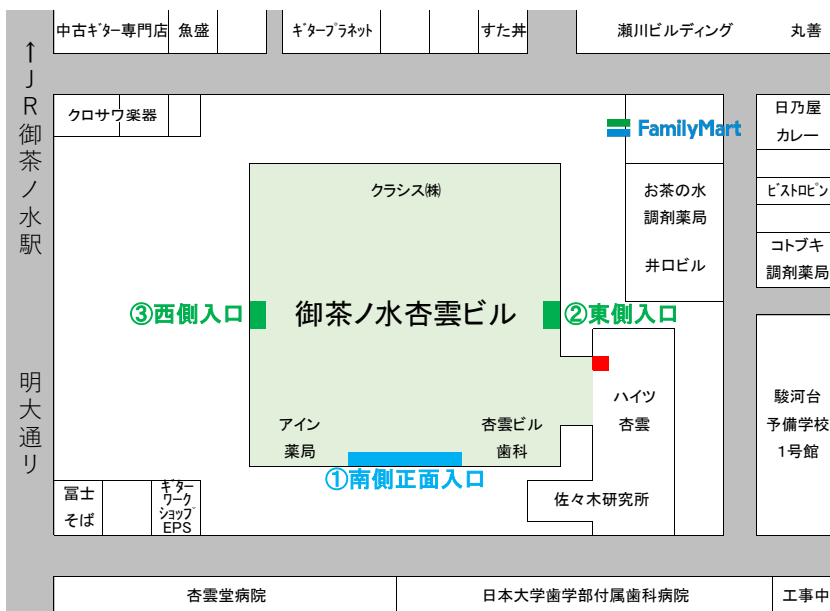 中古ギター専門店
魚盛
ギタープラネット
すた丼
瀬川ビルディング
丸善
↑JR御茶ノ水駅
クロサワ楽器
FamilyMart
日乃屋
カレー
クラシス㈱
お茶の水
調剤薬局
井口ビル
ビストロピン
コトブキ
調剤薬局
③西側入口
御茶ノ水杏雲ビル
②東側入口
明大通り
ハイツ
杏雲
駿河台
予備学校
1号館
アイン
薬局
杏雲ビル
歯科
①南側正面入口
冨士
そば
ギター
ワーク
ショップ
EPS
佐々木研究所
杏雲堂病院
日本大学歯学部付属歯科病院
工事中